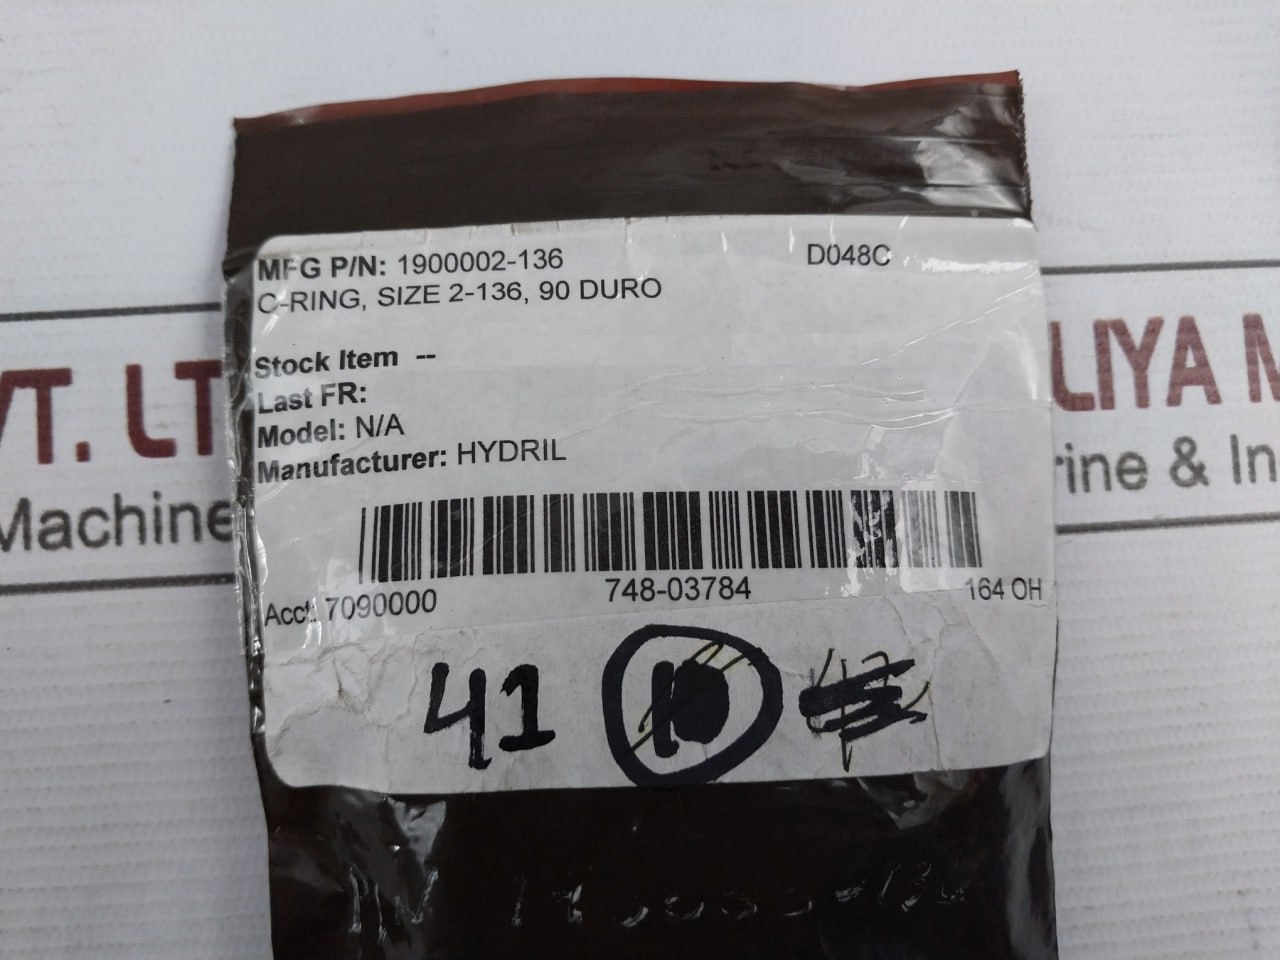 MFG P/N: 1900002-136 D048C
O-RING, SIZE 2-136, 90 DURO
Stock Item --
Last FR:
Model: N/A
Manufacturer: HYDRIL
748-03784
Acct: 7090000 164 OH
41 10
VT. LT
LIYA M
Machine
rine & In